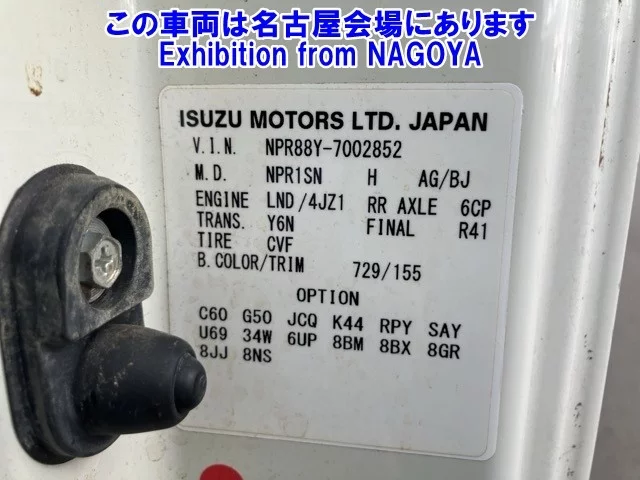 この車両は名古屋会場にあります
Exhibition from NAGOYA
ISUZU MOTORS LTD. JAPAN
V.I.N. NPR88Y-7002852
M.D. NPR1SN H AG/BJ
ENGINE LND/4JZ1 RR AXLE 6CP
TRANS. Y6N FINAL R41
TIRE CVF
B.COLOR/TRIM 729/155
OPTION
C60 G50 JCQ K44 RPY SAY
U69 34W 6UP 8BM 8BX 8GR
8JJ 8NS